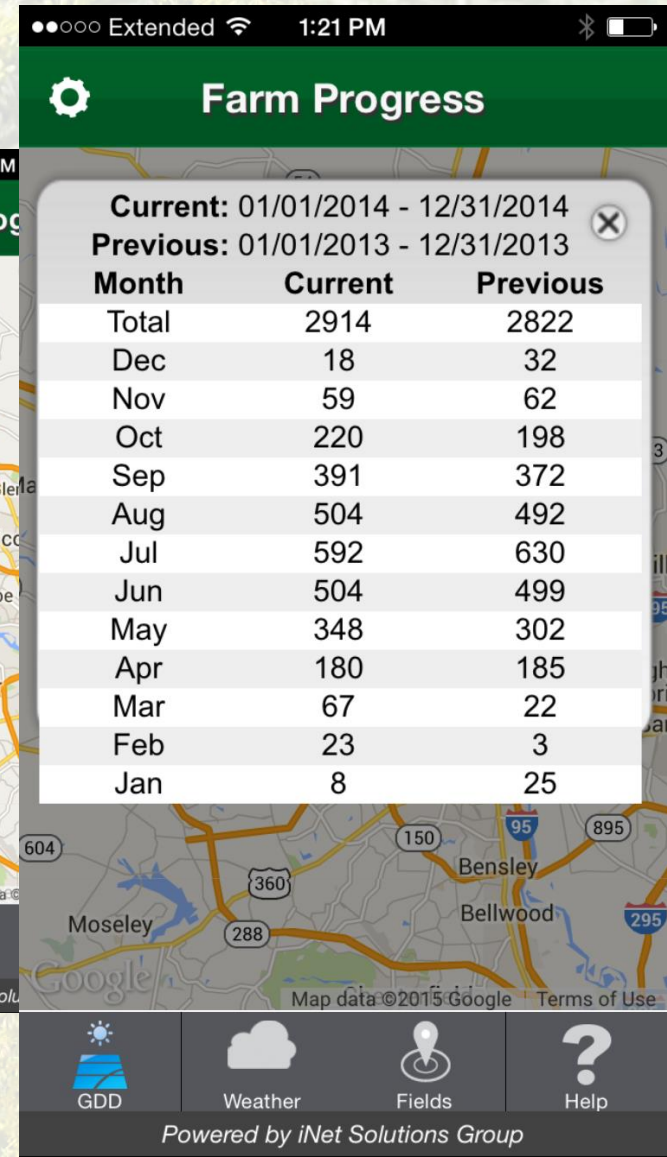 Extended 1:21 PM
Farm Progress
Current: 01/01/2014 - 12/31/2014
Previous: 01/01/2013 - 12/31/2013
Month Current Previous
Total 2914 2822
Dec 18 32
Nov 59 62
Oct 220 198
Sep 391 372
Aug 504 492
Jul 592 630
Jun 504 499
May 348 302
Apr 180 185
Mar 67 22
Feb 23 3
Jan 8 25
95
150
895
604
360
Bensley
Moseley
288
Bellwood
295
Google
Map data ©2015 Google Terms of Use
GDD Weather Fields Help
Powered by iNet Solutions Group